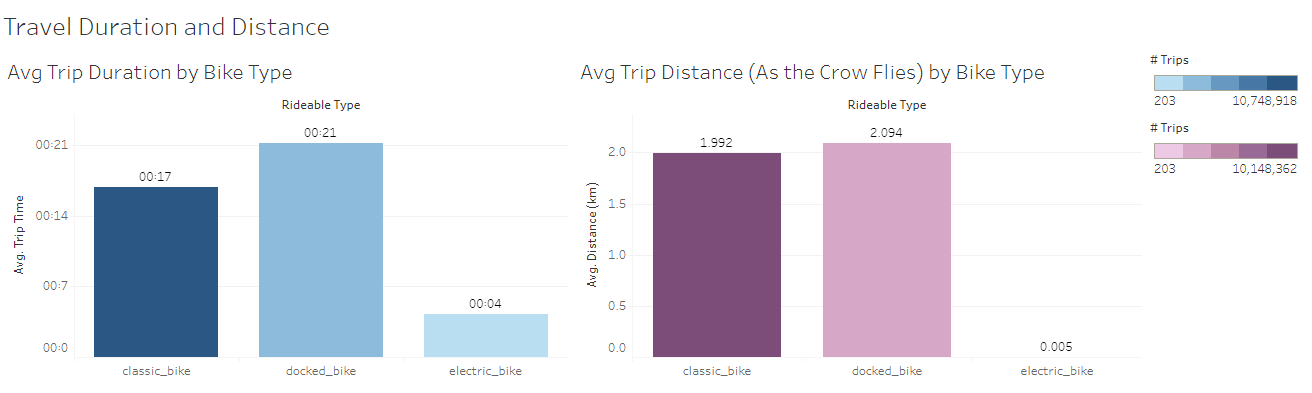 Travel Duration and Distance
Avg Trip Duration by Bike Type
Rideable Type
00:21
00:14
00:7
00:0
Avg. Trip Time
00:17
00:21
00:04
classic_bike
docked_bike
electric_bike
Avg Trip Distance (As the Crow Flies) by Bike Type
Rideable Type
2.0
1.5
1.0
0.5
0.0
Avg. Distance (km)
1.992
2.094
0.005
classic_bike
docked_bike
electric_bike
# Trips
203 10,748,918
# Trips
203 10,148,362